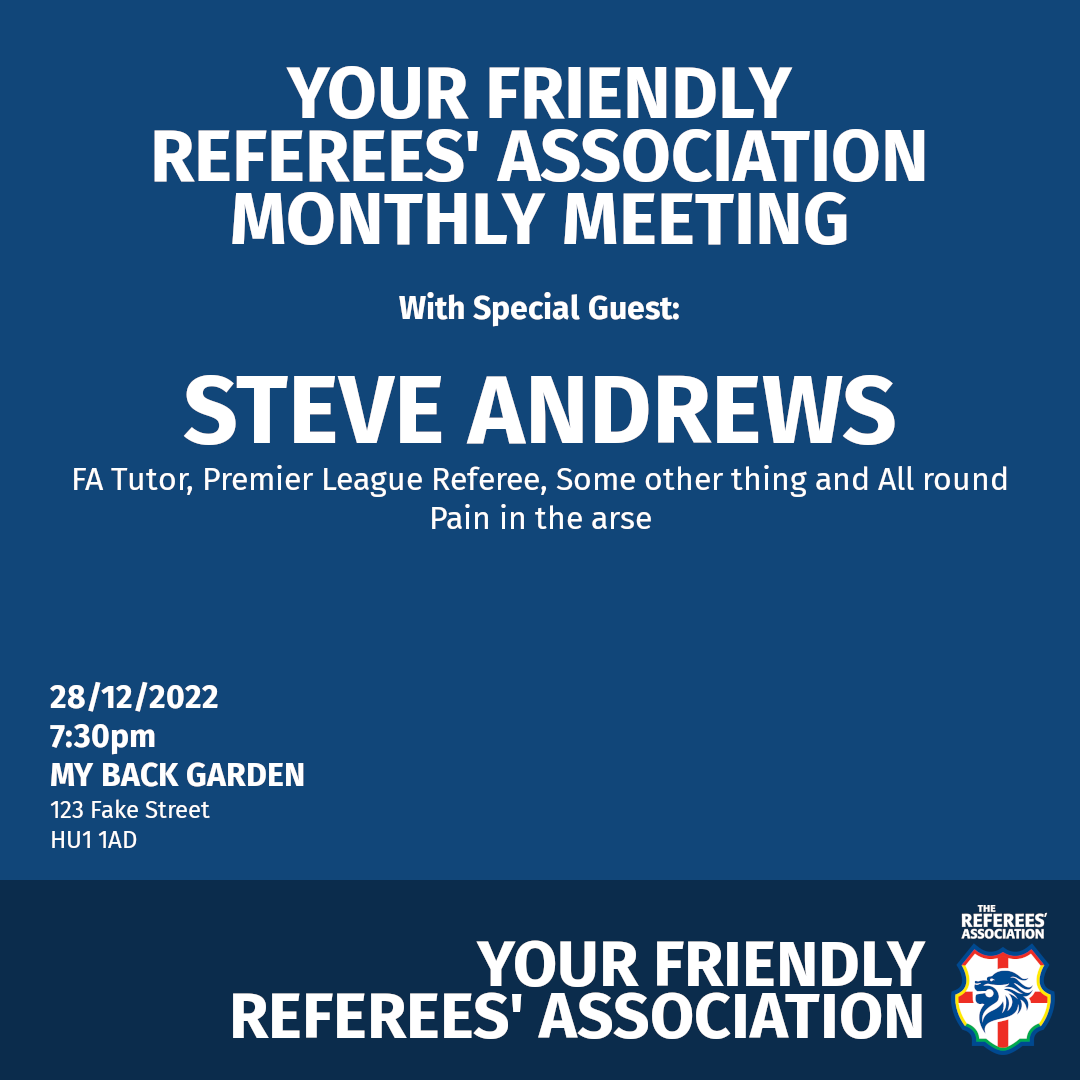 YOUR FRIENDLY
REFEREES' ASSOCIATION
MONTHLY MEETING
With Special Guest:
STEVE ANDREWS
FA Tutor, Premier League Referee, Some other thing and All round
Pain in the arse
28/12/2022
7:30pm
MY BACK GARDEN
123 Fake Street
HU1 1AD
YOUR FRIENDLY
REFEREES' ASSOCIATION
THE
REFEREES'
ASSOCIATION